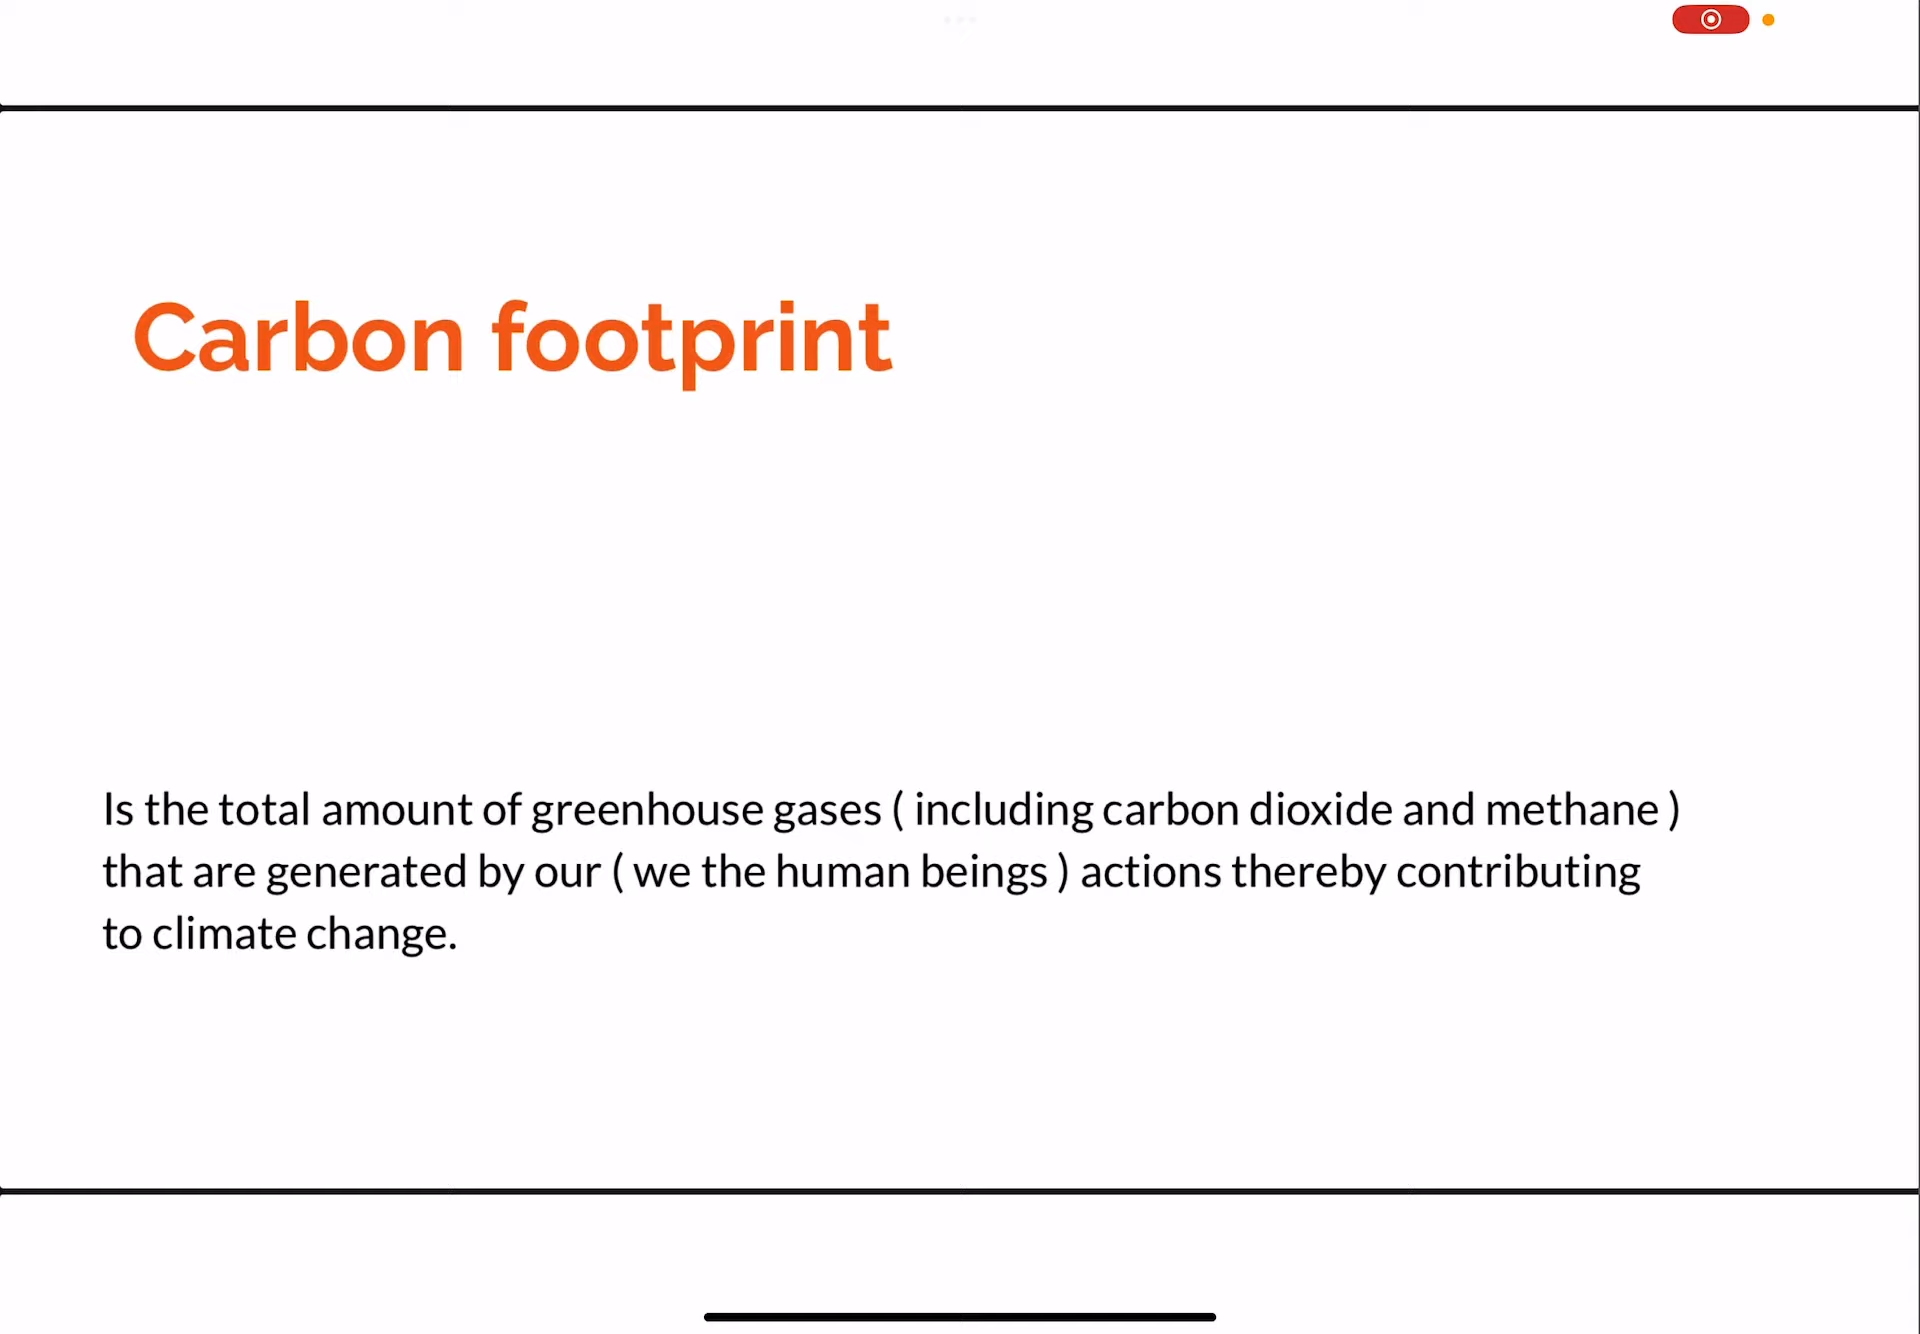 Carbon footprint
Is the total amount of greenhouse gases ( including carbon dioxide and methane )
that are generated by our ( we the human beings ) actions thereby contributing
to climate change.